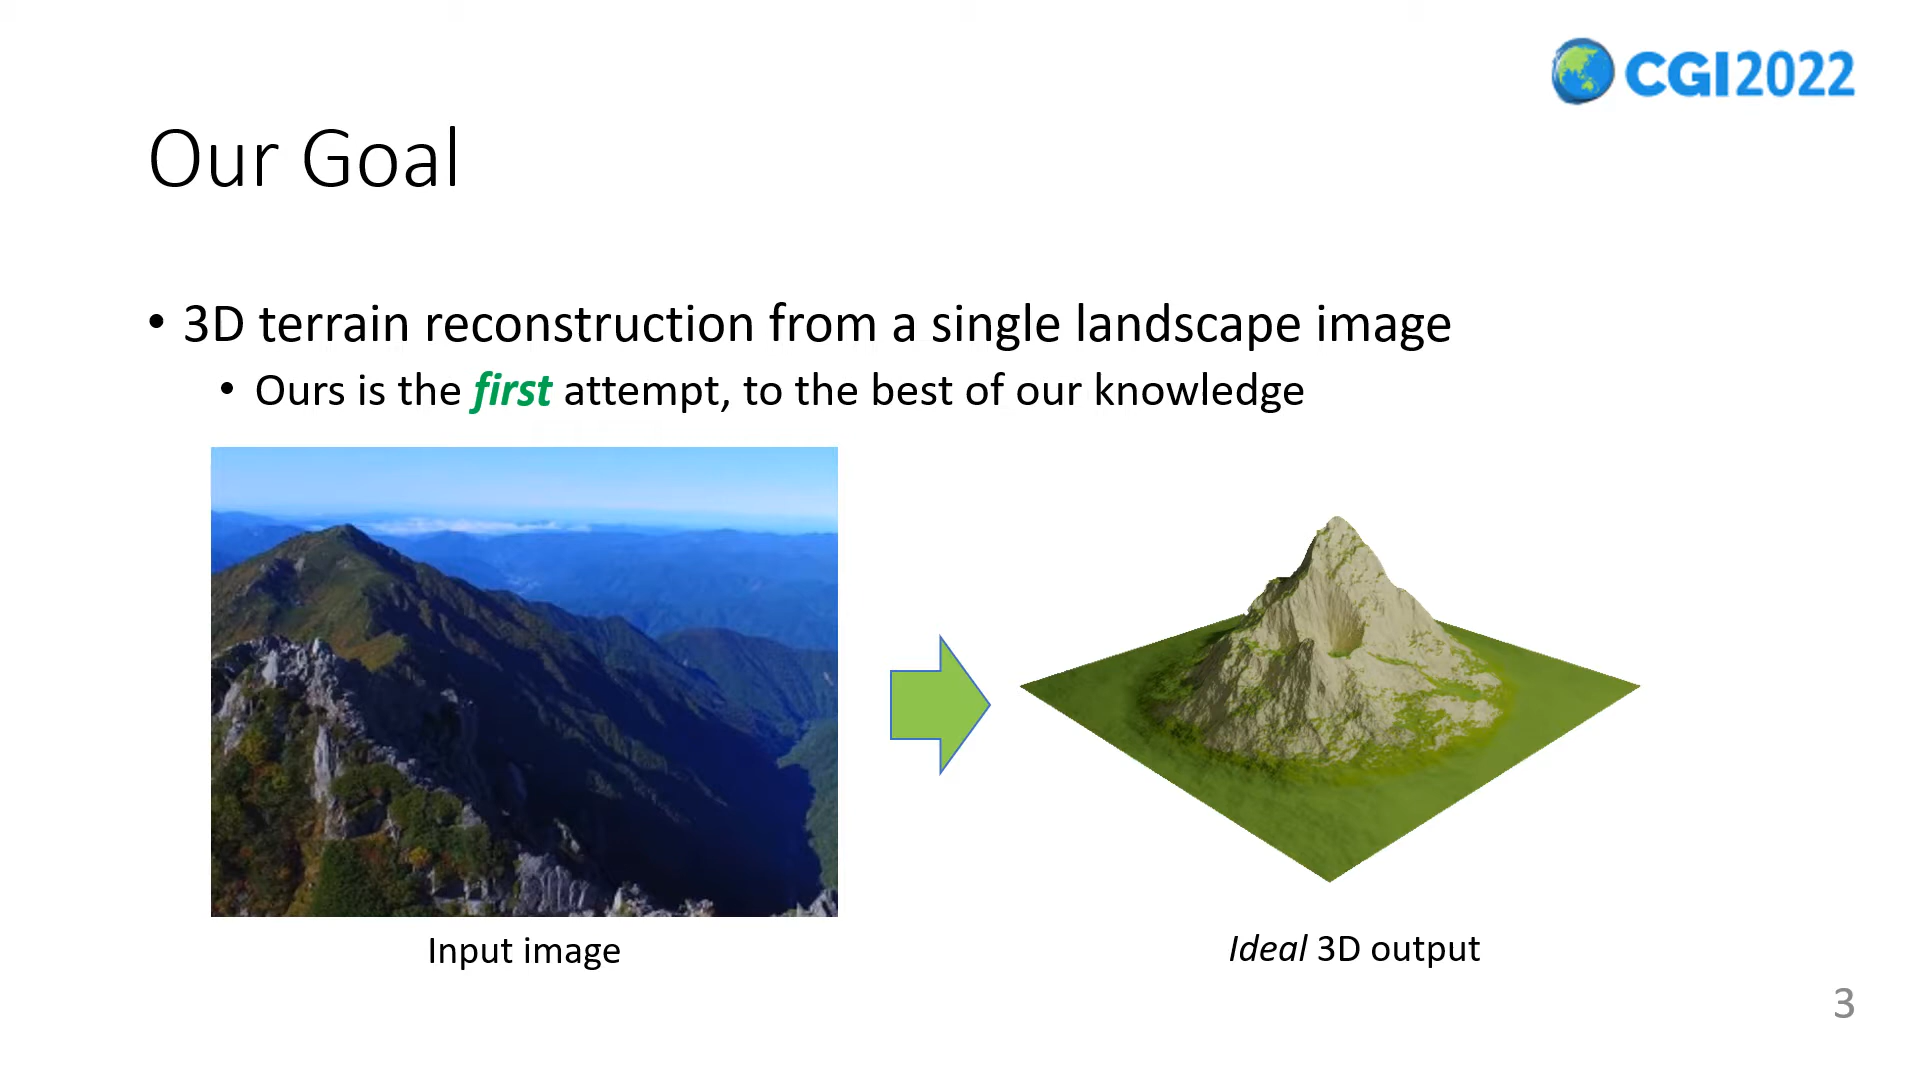 CGI2022
Our Goal
• 3D terrain reconstruction from a single landscape image
• Ours is the first attempt, to the best of our knowledge
Input image
Ideal 3D output
3